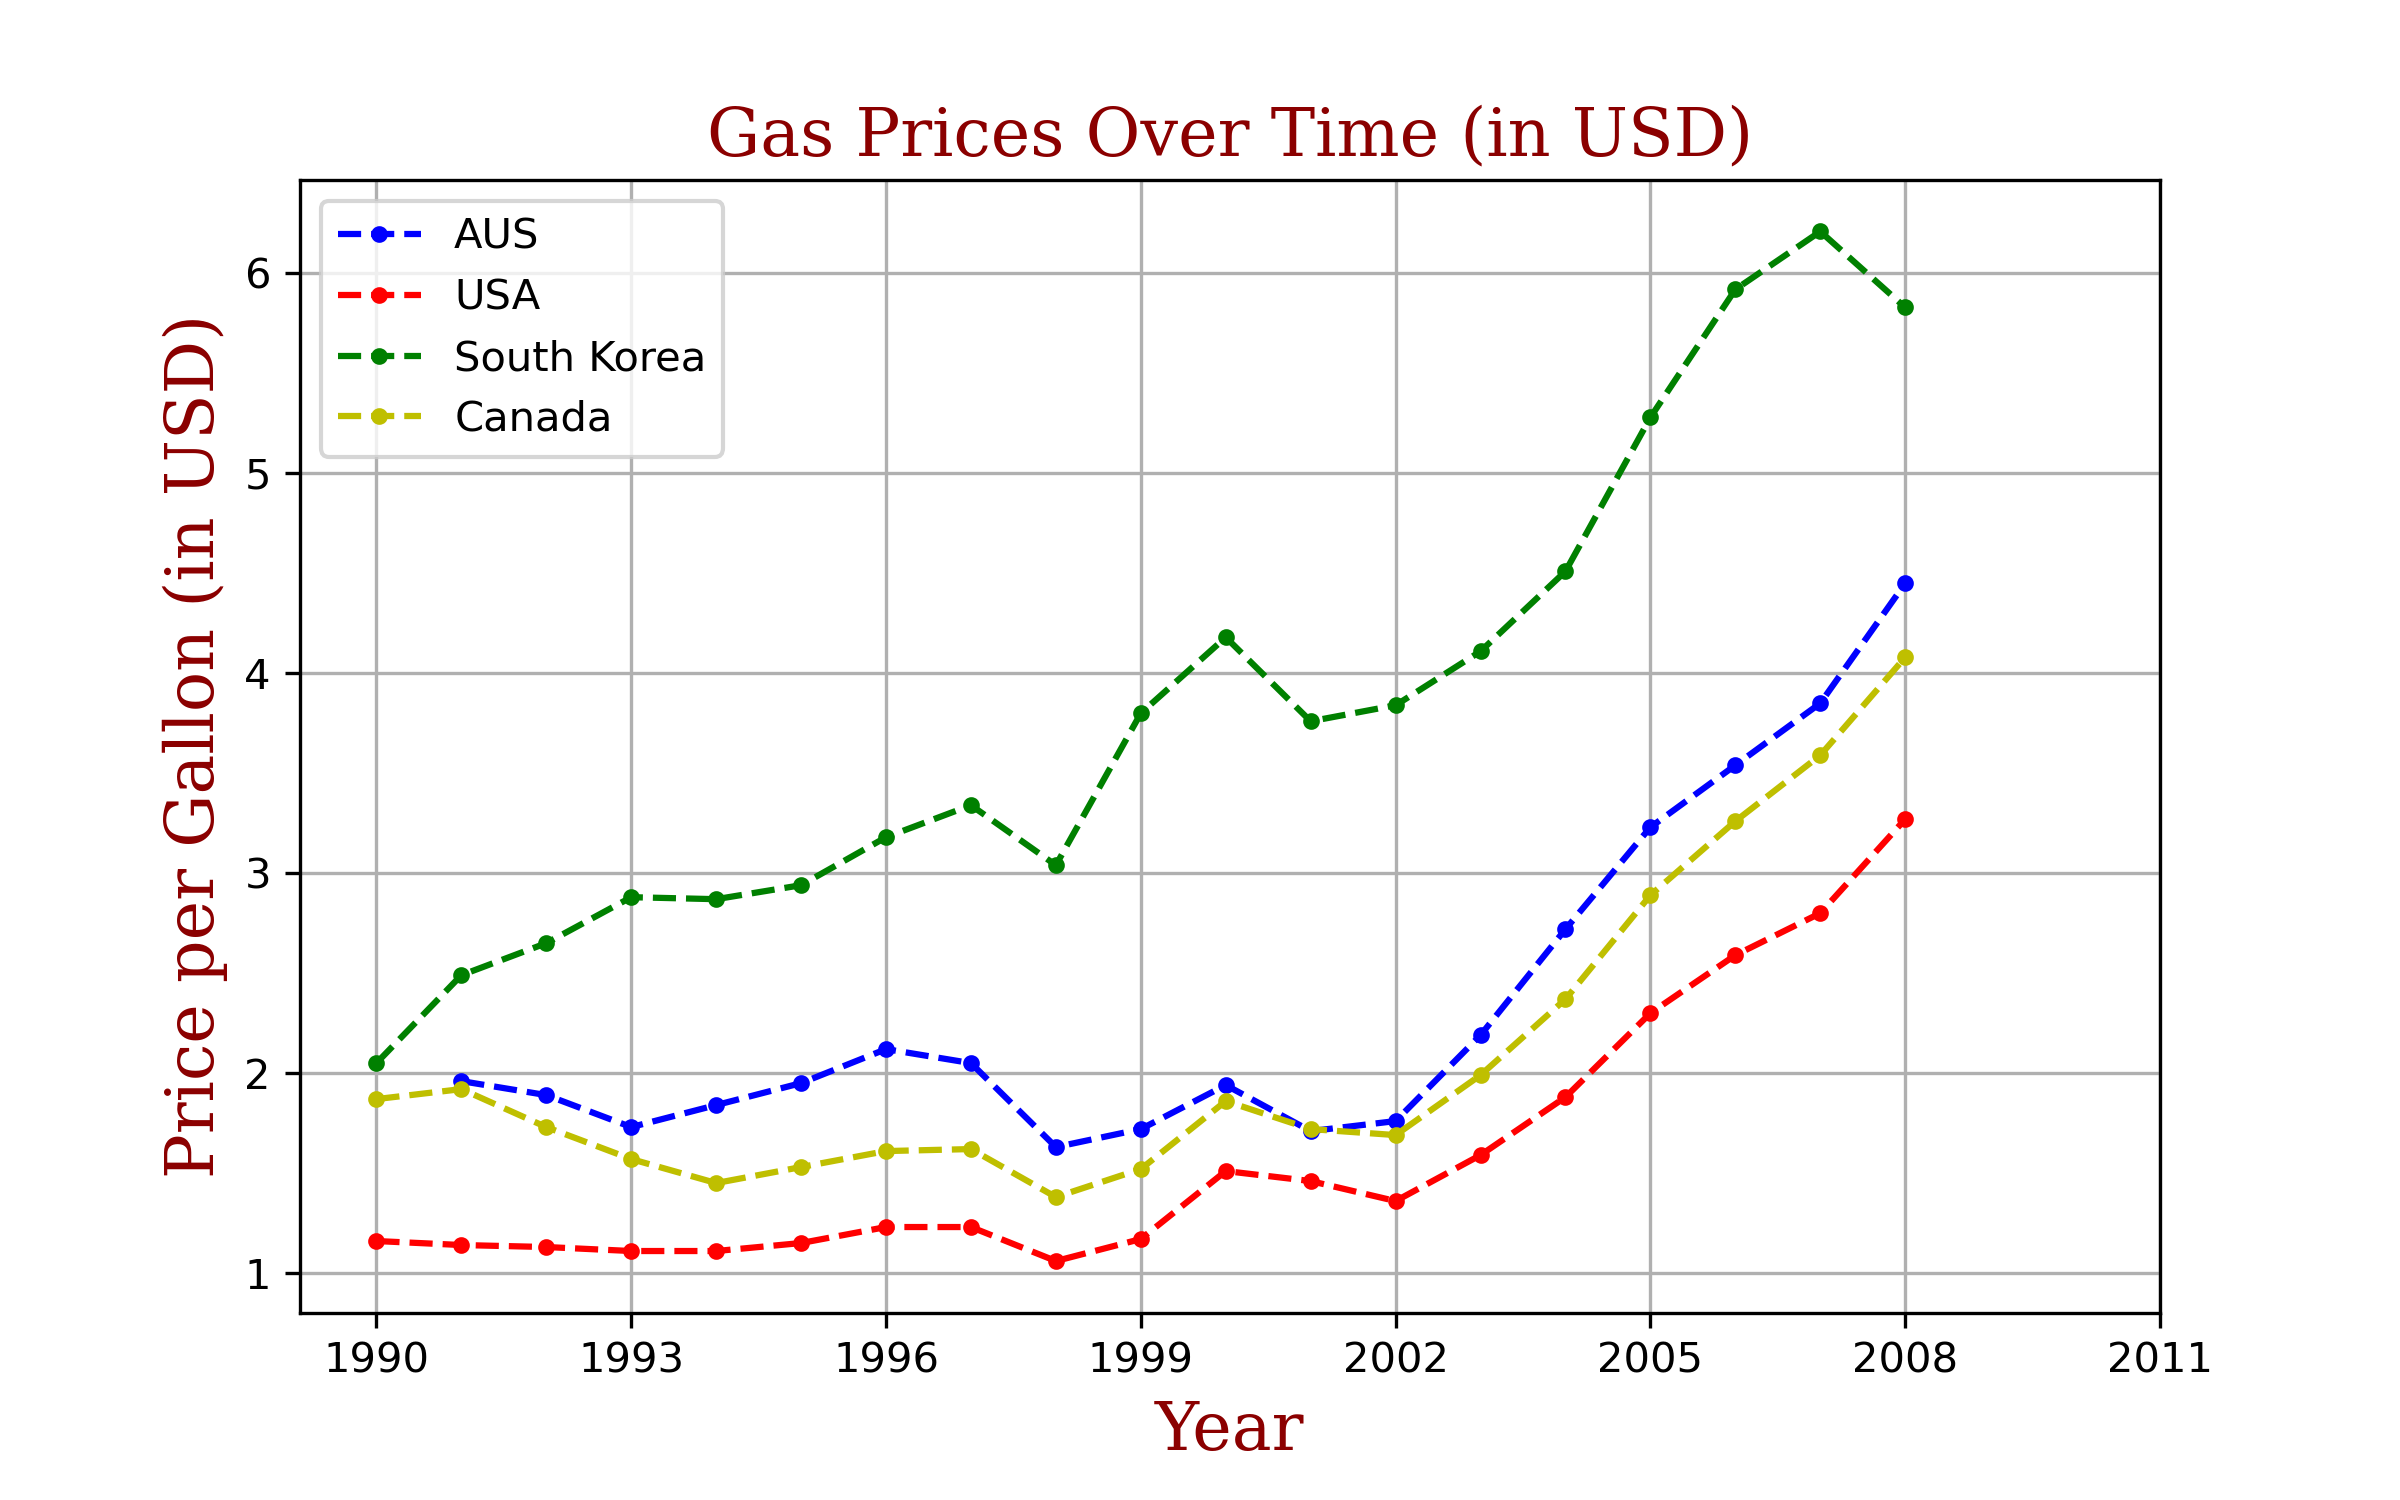 Gas Prices Over Time (in USD)
AUS
USA
South Korea
Canada
Price per Gallon (in USD)
6
5
4
3
2
1
1990 1993 1996 1999 2002 2005 2008 2011
Year